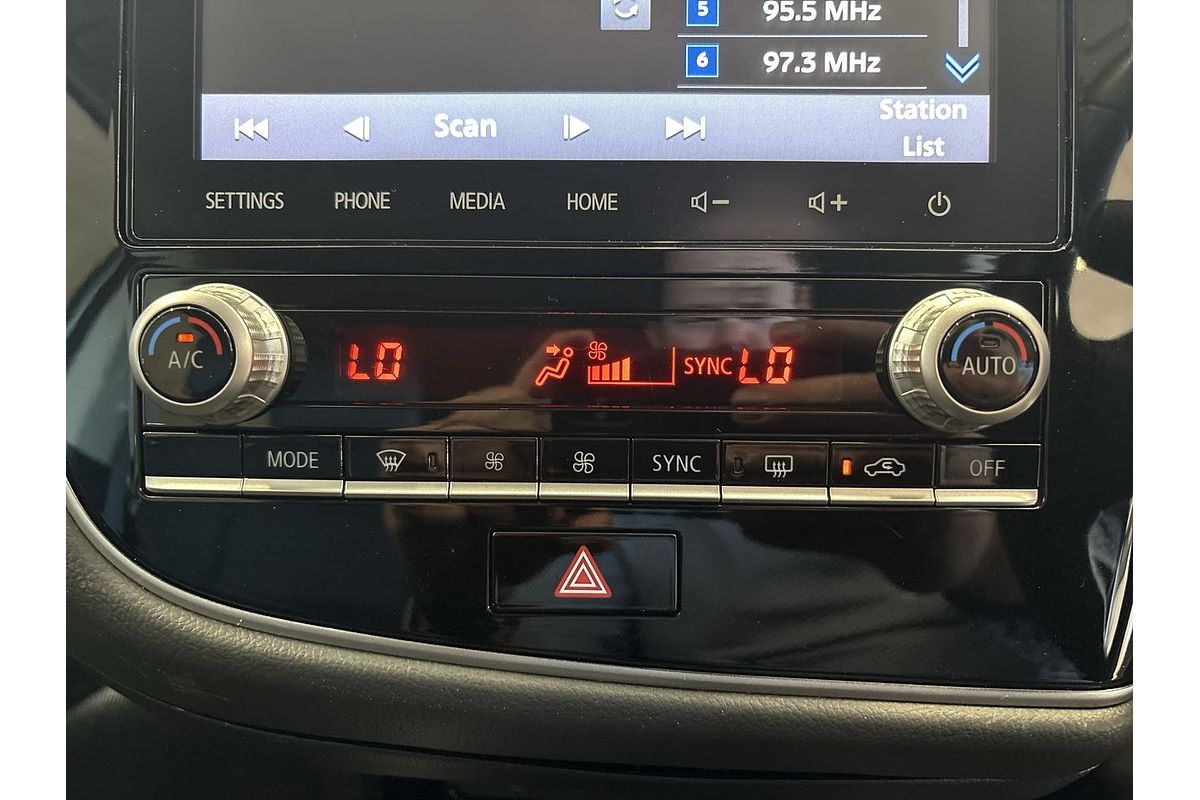 5 95.5 MHz
6 97.3 MHz
Scan
Station
List
SETTINGS PHONE MEDIA HOME
A/C
LO SYNC LO
AUTO
MODE SYNC OFF